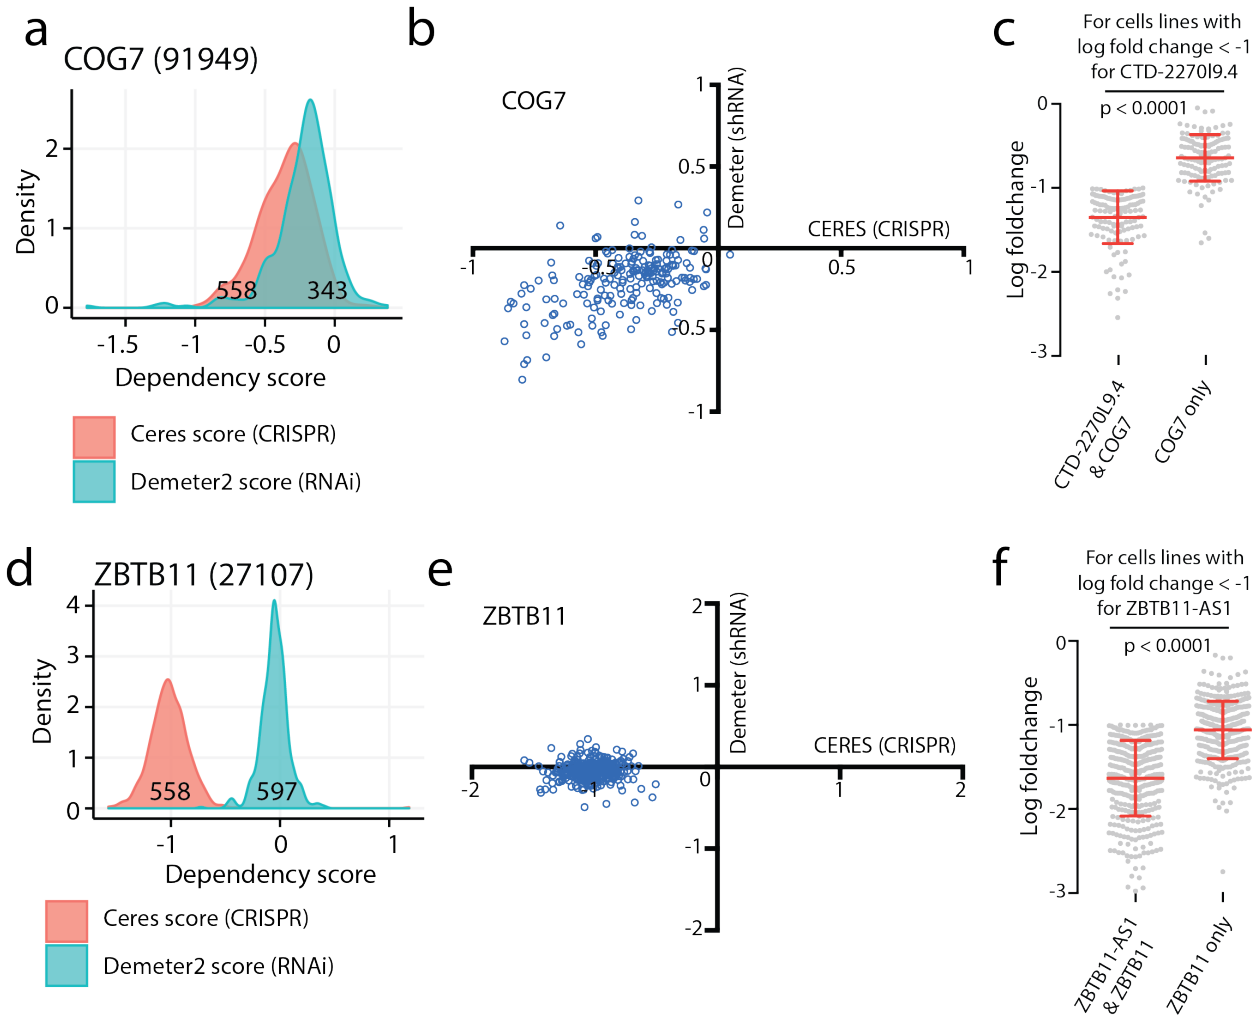 a
COG7 (91949)
Density
2
1
0
558
343
-1.5
-1
-0.5
0
Dependency score
Ceres score (CRISPR)
Demeter2 score (RNAi)
b
COG7
Demeter (shRNA)
CERES (CRISPR)
1
0.5
-1
-0.5
0
0.5
1
-0.5
-1
c
For cells lines with
log fold change < -1
for CTD-2270I9.4
p < 0.0001
Log foldchange
0
-1
-2
-3
CTD-2270L9.4
& COG7
COG7 only
d
ZBTB11 (27107)
Density
4
3
2
1
0
558
597
-1
0
1
Dependency score
Ceres score (CRISPR)
Demeter2 score (RNAi)
e
ZBTB11
Demeter (shRNA)
CERES (CRISPR)
2
1
-2
-1
0
1
2
-1
-2
f
For cells lines with
log fold change < -1
for ZBTB11-AS1
p < 0.0001
Log foldchange
0
-1
-2
-3
ZBTB11-AS1
& ZBTB11
ZBTB11 only